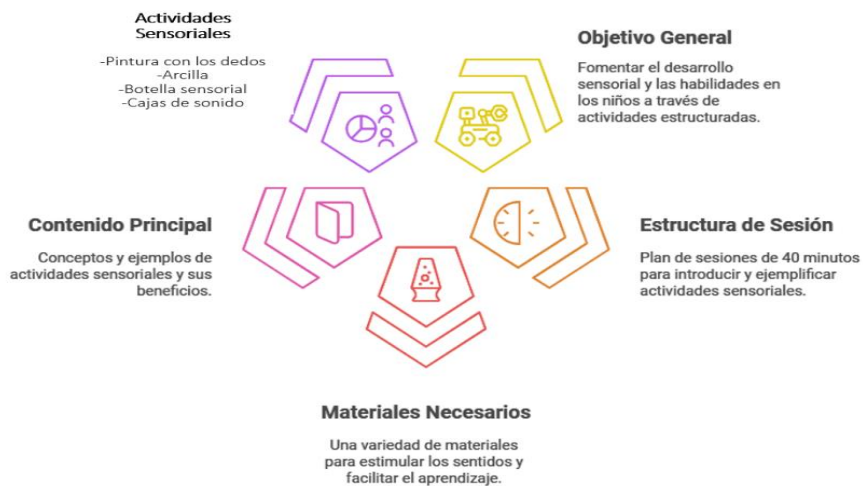 Actividades
Sensoriales
-Pintura con los dedos
-Arcilla
-Botella sensorial
-Cajas de sonido
Objetivo General
Fomentar el desarrollo
sensorial y las habilidades en
los niños a través de
actividades estructuradas.
Contenido Principal
Conceptos y ejemplos de
actividades sensoriales y sus
beneficios.
Estructura de Sesión
Plan de sesiones de 40 minutos
para introducir y ejemplificar
actividades sensoriales.
Materiales Necesarios
Una variedad de materiales
para estimular los sentidos y
facilitar el aprendizaje.